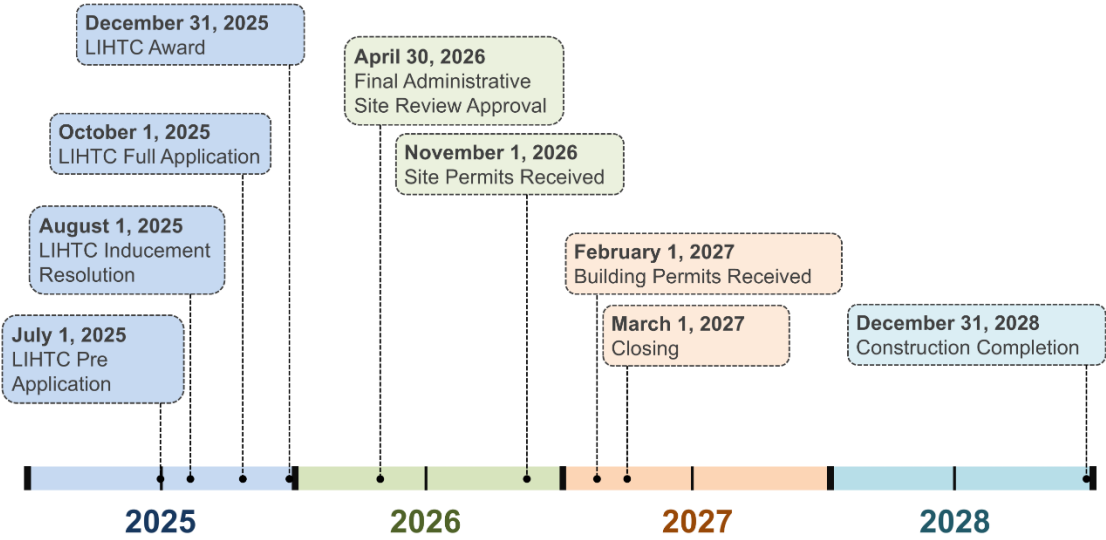 December 31, 2025
LIHTC Award
October 1, 2025
LIHTC Full Application
August 1, 2025
LIHTC Inducement
Resolution
July 1, 2025
LIHTC Pre
Application
April 30, 2026
Final Administrative
Site Review Approval
November 1, 2026
Site Permits Received
February 1, 2027
Building Permits Received
March 1, 2027
Closing
December 31, 2028
Construction Completion
2025
2026
2027
2028